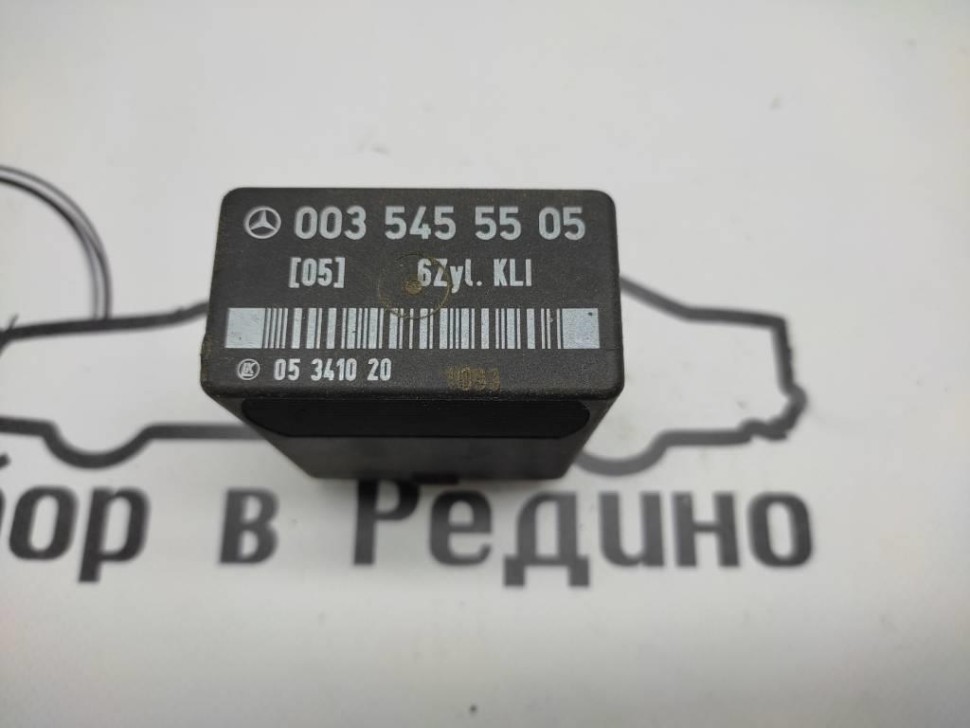 003 545 55 05
[05] 6Zyl. KLI
05 3410 20
бор в Редино